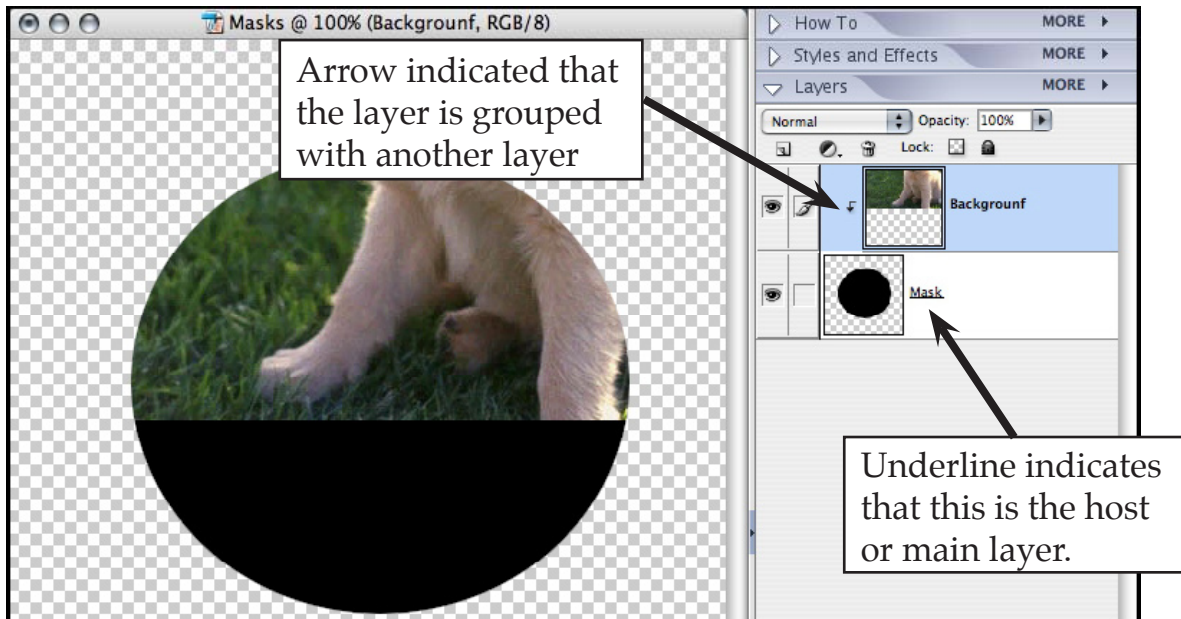 Masks @ 100% (Backgrounf, RGB/8)
Arrow indicated that
the layer is grouped
with another layer
How To MORE
Styles and Effects MORE
Layers MORE
Normal Opacity: 100%
Lock:
Backgrounf
Mask
Underline indicates
that this is the host
or main layer.